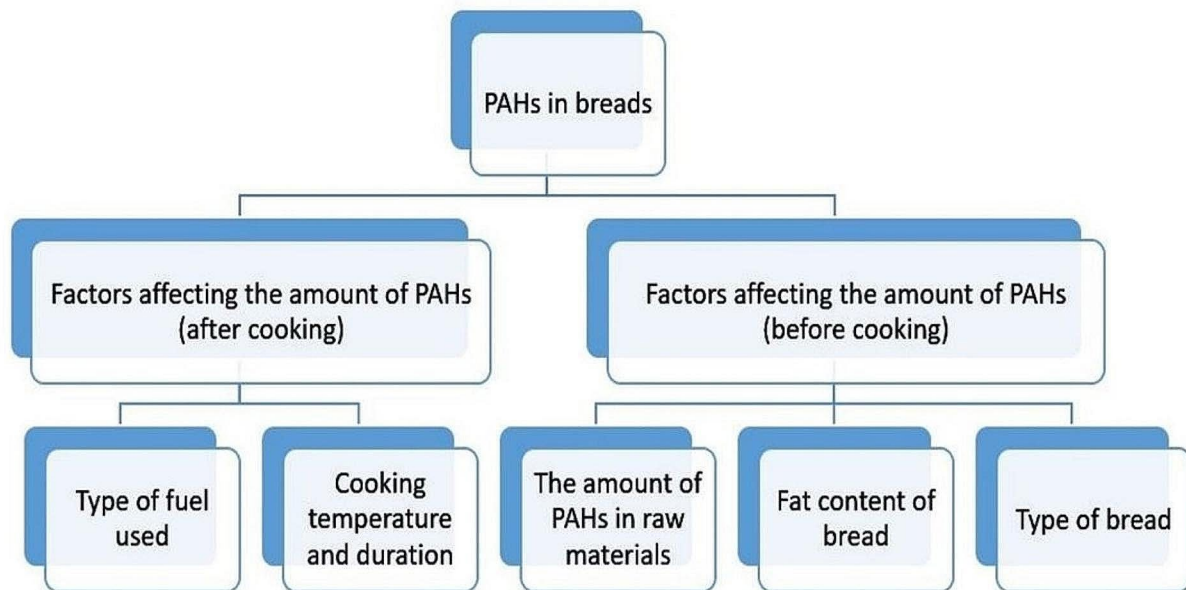 PAHs in breads
Factors affecting the amount of PAHs
(after cooking)
Factors affecting the amount of PAHs
(before cooking)
Type of fuel
used
Cooking
temperature
and duration
The amount of
PAHs in raw
materials
Fat content of
bread
Type of bread